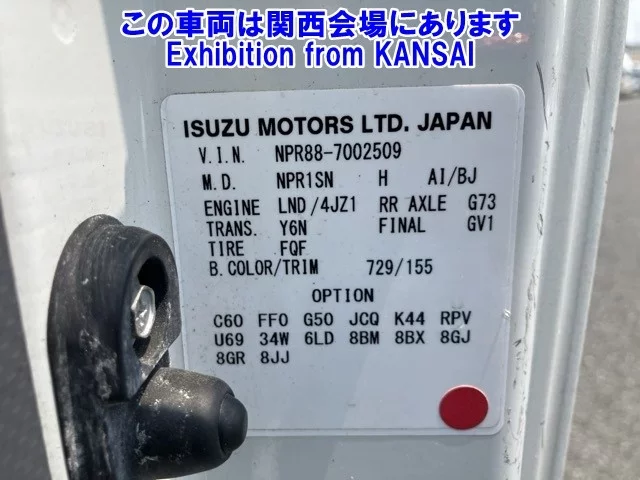 この車両は関西会場にあります
Exhibition from KANSAI
ISUZU MOTORS LTD. JAPAN
V.I.N. NPR88-7002509
M.D. NPR1SN H AI/BJ
ENGINE LND/4JZ1 RR AXLE G73
TRANS. Y6N FINAL GV1
TIRE FQF
B.COLOR/TRIM 729/155
OPTION
C60 FF0 G50 JCQ K44 RPV
U69 34W 6LD 8BM 8BX 8GJ
8GR 8JJ